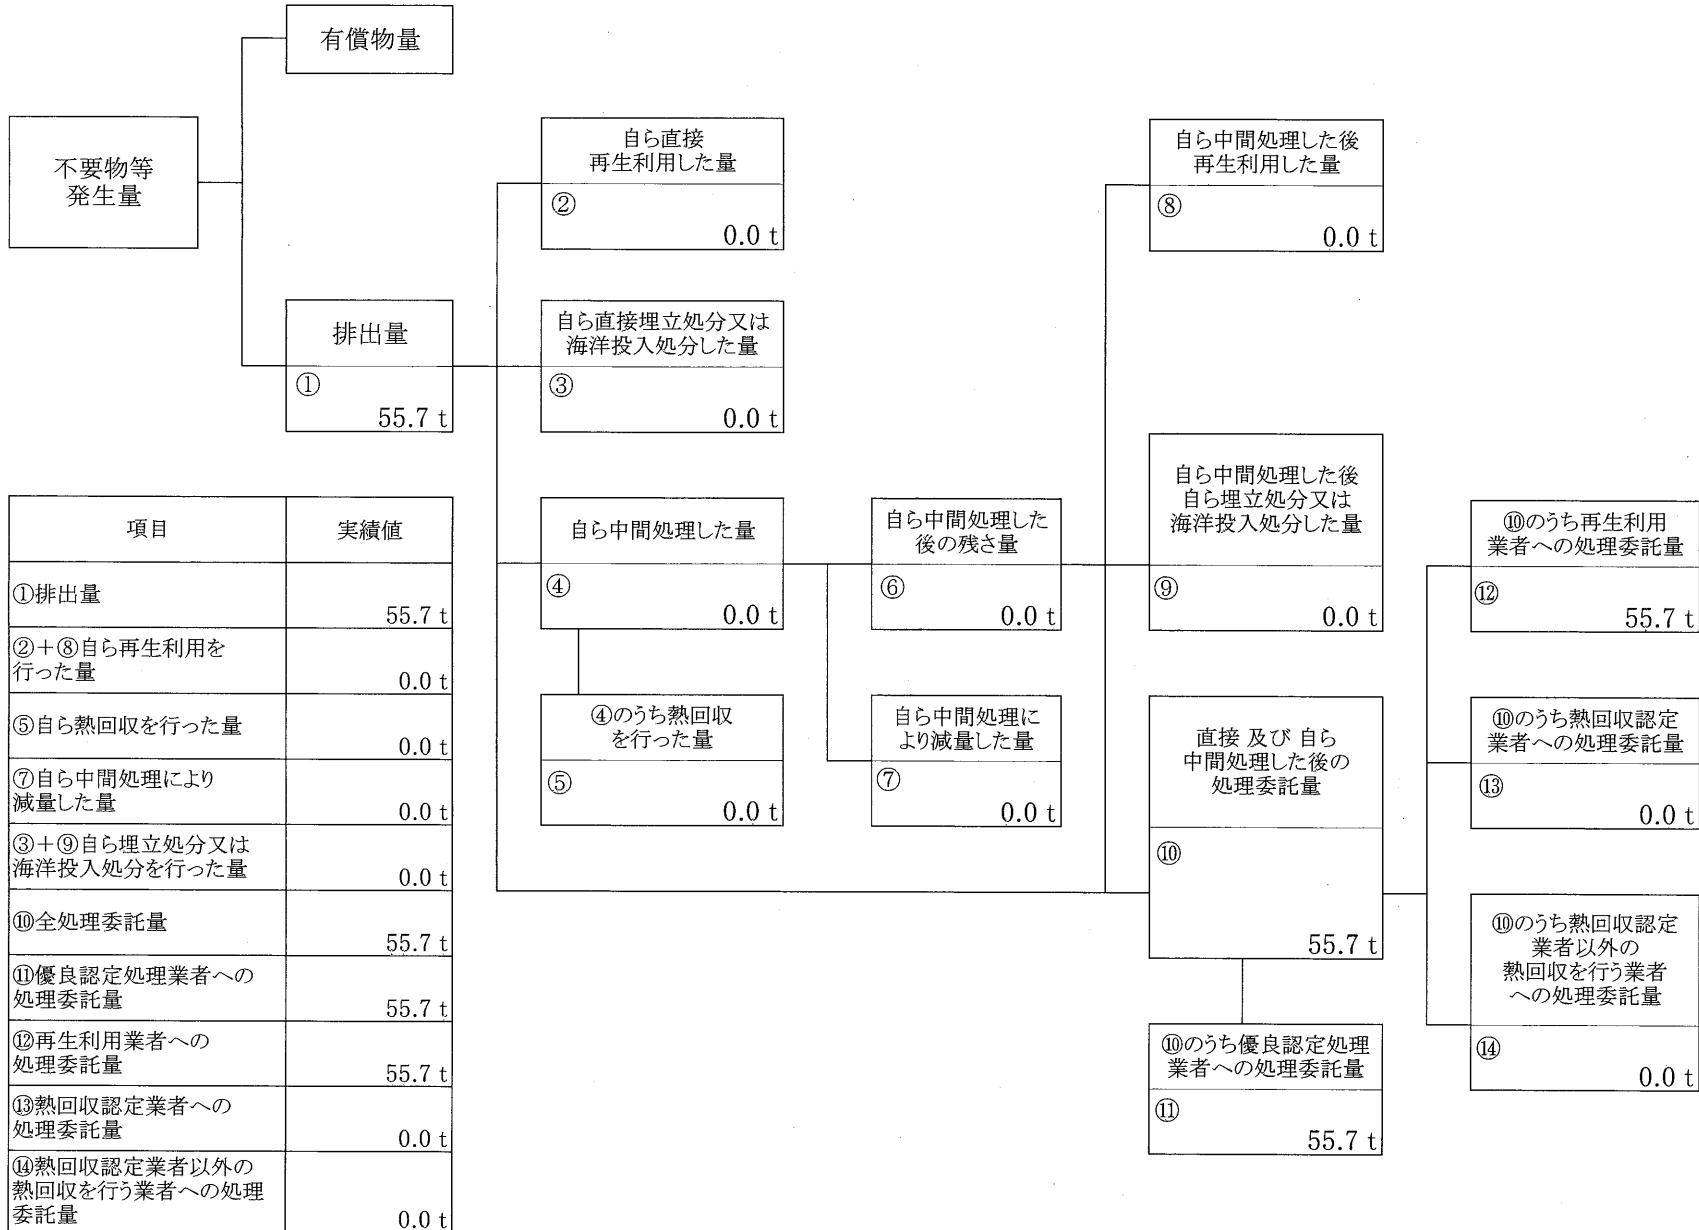 有償物量
不要物等
発生量
排出量
①
55.7 t
自ら直接
再生利用した量
②
0.0 t
自ら直接埋立処分又は
海洋投入処分した量
③
0.0 t
自ら中間処理した量
④
0.0 t
④のうち熱回収
を行った量
⑤
0.0 t
自ら中間処理した
後の残さ量
⑥
0.0 t
自ら中間処理に
より減量した量
⑦
0.0 t
自ら中間処理した後
再生利用した量
⑧
0.0 t
自ら中間処理した後
自ら埋立処分又は
海洋投入処分した量
⑨
0.0 t
直接 及び 自ら
中間処理した後の
処理委託量
⑩
55.7 t
⑩のうち優良認定処理
業者への処理委託量
⑪
55.7 t
⑩のうち再生利用
業者への処理委託量
⑫
55.7 t
⑩のうち熱回収認定
業者への処理委託量
⑬
0.0 t
⑩のうち熱回収認定
業者以外の
熱回収を行う業者
への処理委託量
⑭
0.0 t
項目 実績値
①排出量
55.7 t
②+⑧自ら再生利用を
行った量
0.0 t
⑤自ら熱回収を行った量
0.0 t
⑦自ら中間処理により
減量した量
0.0 t
③+⑨自ら埋立処分又は
海洋投入処分を行った量
0.0 t
⑩全処理委託量
55.7 t
⑪優良認定処理業者への
処理委託量
55.7 t
⑫再生利用業者への
処理委託量
55.7 t
⑬熱回収認定業者への
処理委託量
0.0 t
⑭熱回収認定業者以外の
熱回収を行う業者への処理
委託量
0.0 t